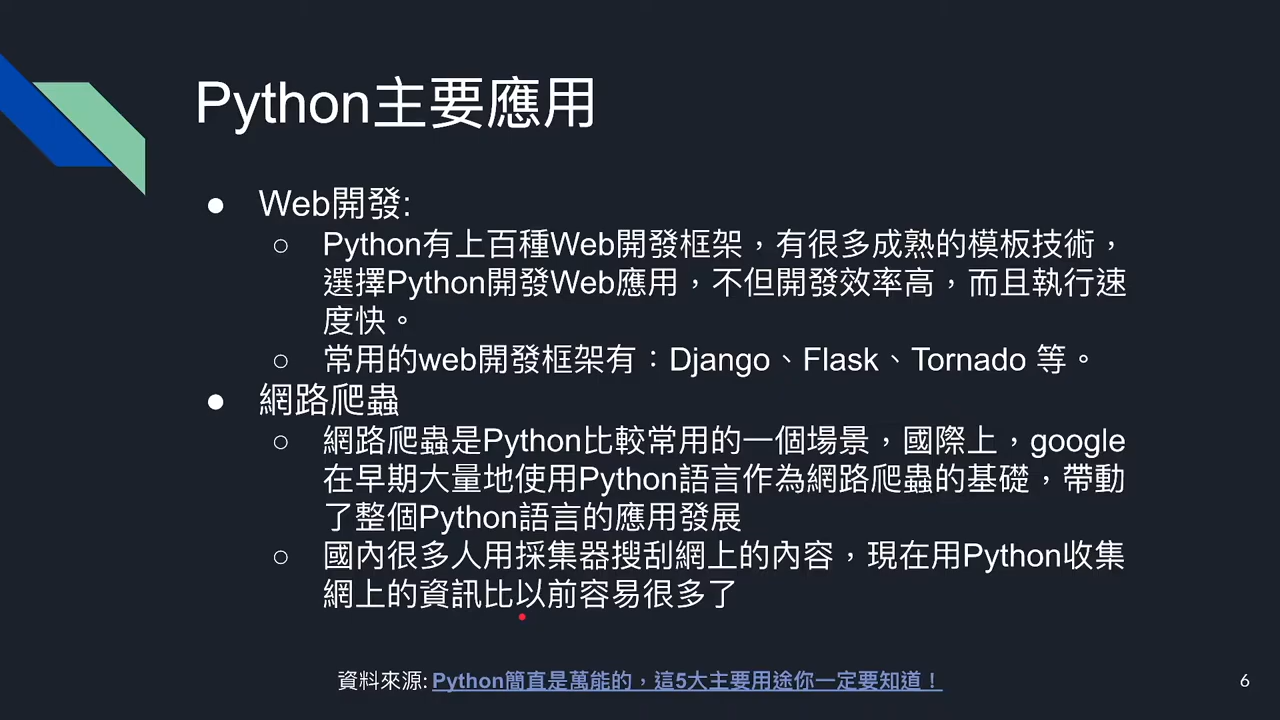 Python主要應用
● Web開發:
○ Python有上百種Web開發框架，有很多成熟的模板技術，
選擇Python開發Web應用，不但開發效率高，而且執行速
度快。
○ 常用的web開發框架有：Django、Flask、Tornado 等。
● 網路爬蟲
○ 網路爬蟲是Python比較常用的一個場景，國際上，google
在早期大量地使用Python語言作為網路爬蟲的基礎，帶動
了整個Python語言的應用發展
○ 國內很多人用採集器搜刮網上的內容，現在用Python收集
網上的資訊比以前容易很多了
資料來源: Python簡直是萬能的，這5大主要用途你一定要知道！
6